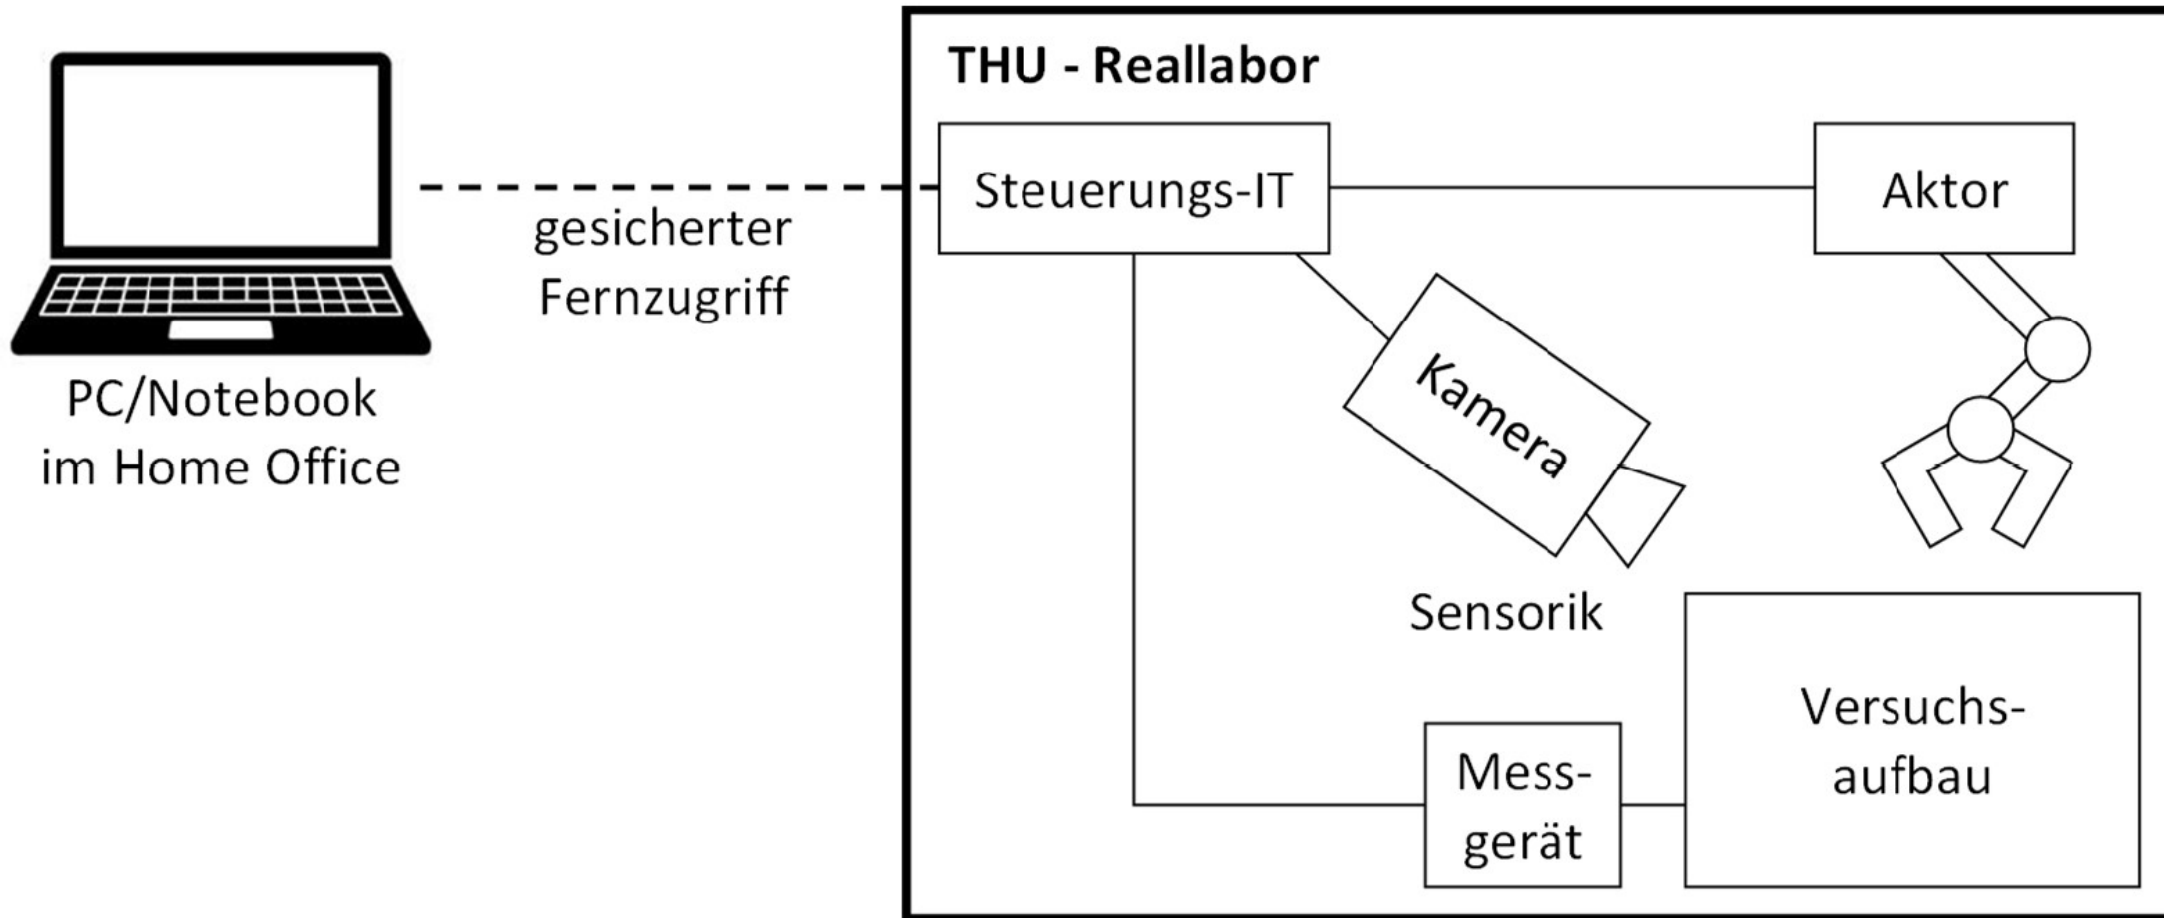 THU - Reallabor
Steuerungs-IT
Aktor
gesicherter
Fernzugriff
PC/Notebook
im Home Office
Kamera
Sensorik
Versuchs-
aufbau
Mess-
gerät